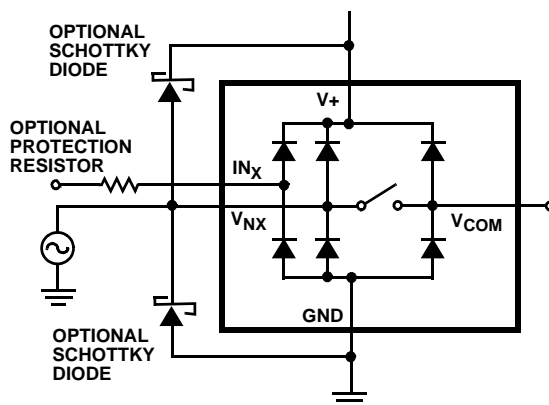 OPTIONAL
SCHOTTKY
DIODE
V+
OPTIONAL
PROTECTION
RESISTOR
INX
VNX
VCOM
GND
OPTIONAL
SCHOTTKY
DIODE